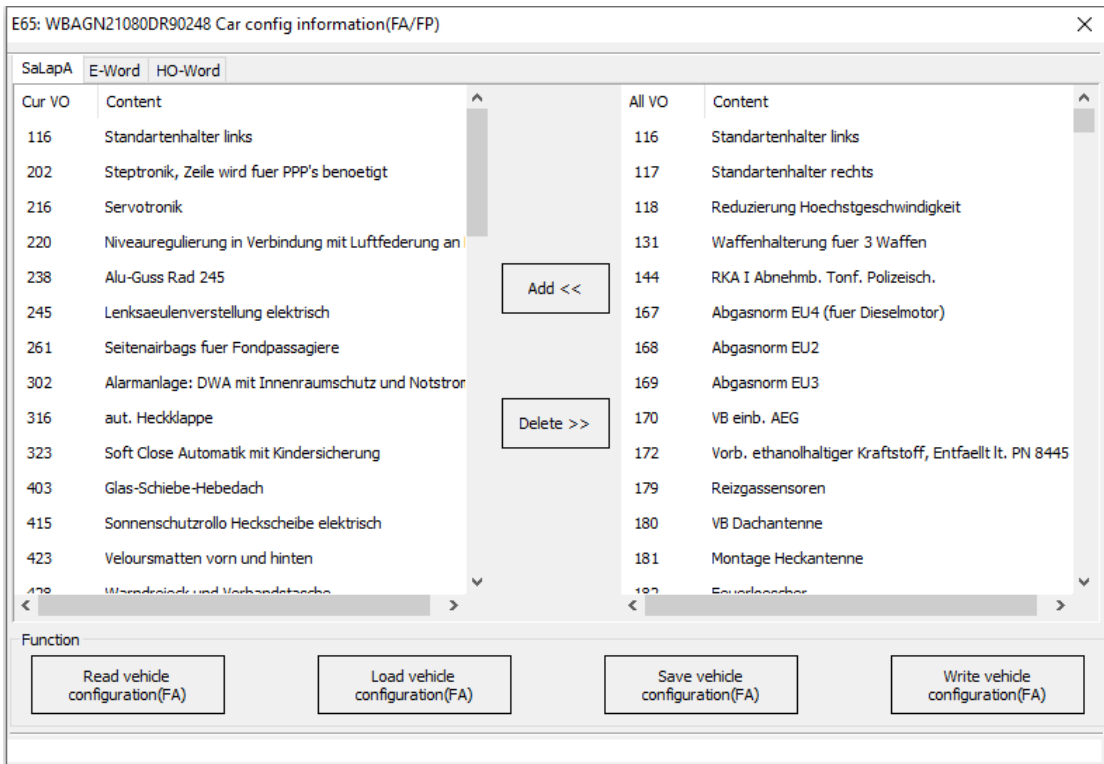 E65: WBAGN21080DR90248 Car config information(FA/FP)
SaLapA E-Word HO-Word
Cur VO Content
116 Standartenhalter links
202 Steptronik, Zeile wird fuer PPP's benoetigt
216 Servotronik
220 Niveauregulierung in Verbindung mit Luftfederung an
238 Alu-Guss Rad 245
245 Lenksaeulenverstellung elektrisch
261 Seitenairbags fuer Fondpassagiere
302 Alarmanlage: DWA mit Innenraumschutz und Notstron
316 aut. Heckklappe
323 Soft Close Automatik mit Kindersicherung
403 Glas-Schiebe-Hebedach
415 Sonnenschutzrollo Heckscheibe elektrisch
423 Veloursmatten vorn und hinten
428 Warndreieck und Verbandstasche
Add <<
Delete >>
All VO Content
116 Standartenhalter links
117 Standartenhalter rechts
118 Reduzierung Hoechstgeschwindigkeit
131 Waffenhalterung fuer 3 Waffen
144 RKA I Abnehmb. Tonf. Polizeisch.
167 Abgasnorm EU4 (fuer Dieselmotor)
168 Abgasnorm EU2
169 Abgasnorm EU3
170 VB einb. AEG
172 Vorb. ethanolhaltiger Kraftstoff, Entfaellt lt. PN 8445
179 Reizgassensoren
180 VB Dachantenne
181 Montage Heckantenne
182 Feuerloescher
Function
Read vehicle
configuration(FA)
Load vehicle
configuration(FA)
Save vehicle
configuration(FA)
Write vehicle
configuration(FA)